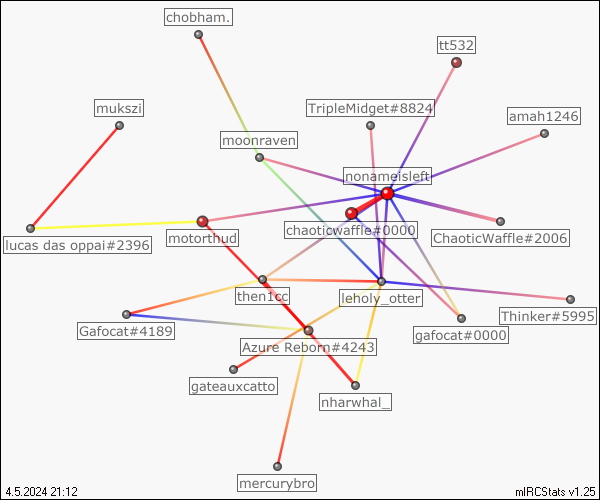 chobham.
tt532
mukszi
TripleMidget#8824
amah1246
moonraven
nonameisleft
chaoticwaffle#0000
ChaoticWaffle#2006
lucas das oppai#2396
motorthud
then1cc
leholy_otter
Thinker#5995
Gafocat#4189
gafocat#0000
Azure Reborn#4243
gateauxcatto
nharwhal_
mercurybro
4.5.2024 21:12
mIRCStats v1.25